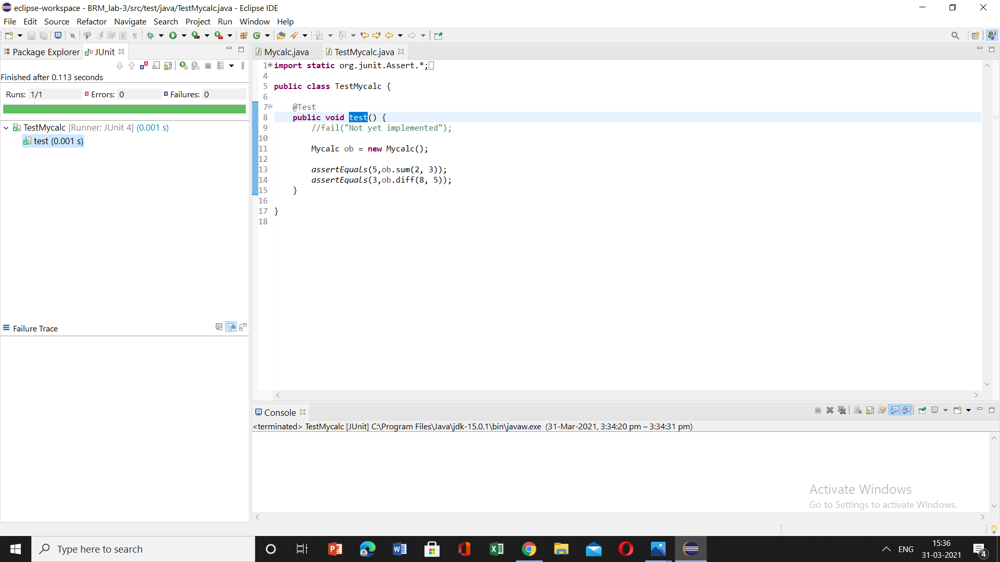 eclipse-workspace - BRM_lab-3/src/test/java/TestMycalc.java - Eclipse IDE
File Edit Source Refactor Navigate Search Project Run Window Help
Package Explorer JUnit
Finished after 0.113 seconds
Runs: 1/1 Errors: 0 Failures: 0
TestMycalc [Runner: JUnit 4] (0.001 s)
test (0.001 s)
Failure Trace
Mycalc.java TestMycalc.java
1 import static org.junit.Assert.*;
4
5 public class TestMycalc {
6
7 @Test
8 public void test() {
9 //fail("Not yet implemented");
10
11 Mycalc ob = new Mycalc();
12
13 assertEquals(5,ob.sum(2, 3));
14 assertEquals(3,ob.diff(8, 5));
15 }
16
17 }
18
Console
<terminated> TestMycalc [JUnit] C:\Program Files\Java\jdk-15.0.1\bin\javaw.exe (31-Mar-2021, 3:34:20 pm – 3:34:31 pm)
Activate Windows
Go to Settings to activate Windows.
Type here to search
ENG
15:36
31-03-2021
4